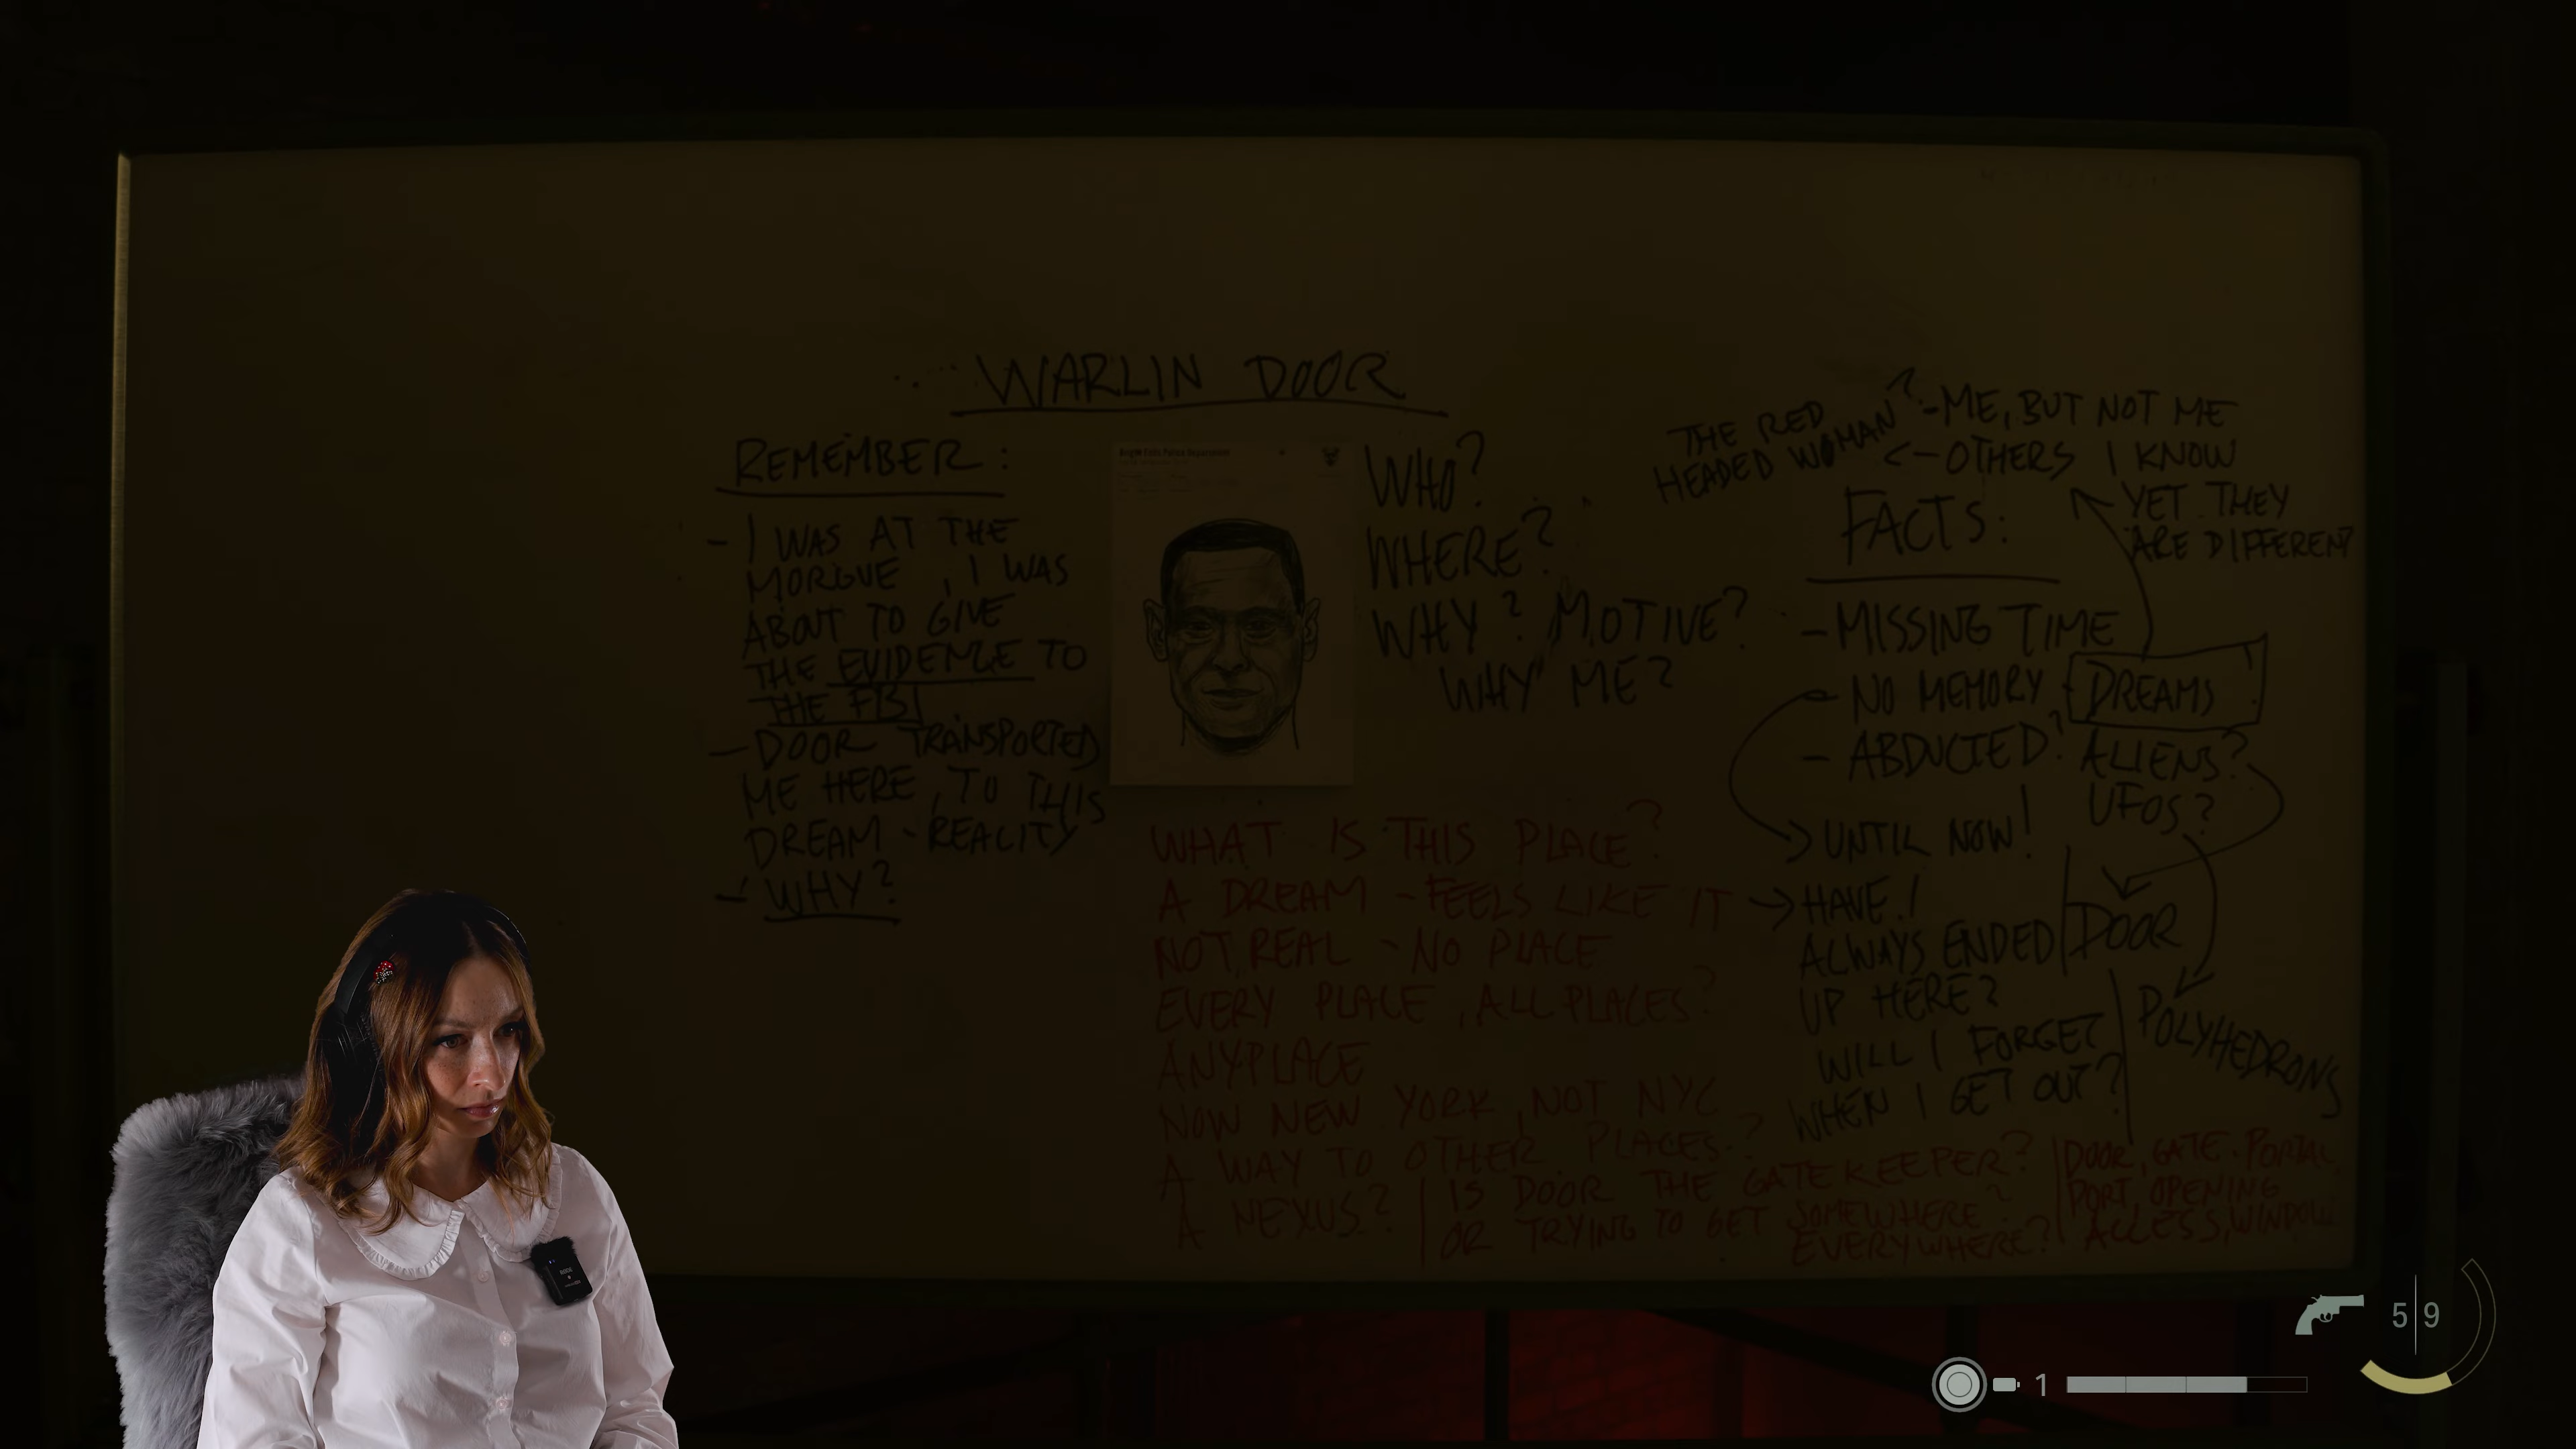 WARLIN DOOR
REMEMBER:
- I WAS AT THE
MORGUE, I WAS
ABOUT TO GIVE
THE EVIDENCE TO
THE FBI
- DOOR TRANSPORTED
ME HERE, TO THIS
DREAM - REALITY
- WHY?
WHO?
WHERE?
WHY? MOTIVE?
WHY ME?
THE RED
HEADED WOMAN?
- ME, BUT NOT ME
<- OTHERS I KNOW
YET THEY
ARE DIFFERENT
FACTS:
- MISSING TIME
- NO MEMORY - DREAMS
- ABDUCTED? ALIENS?
UFOS?
-> UNTIL NOW!
-> HAVE I
ALWAYS ENDED
UP HERE?
WILL I FORGET
WHEN I GET OUT?
DOOR
POLYHEDRONS
WHAT IS THIS PLACE?
A DREAM - FEELS LIKE IT
NOT REAL - NO PLACE
EVERY PLACE, ALL PLACES?
ANYPLACE
NOW NEW YORK, NOT NYC
A WAY TO OTHER PLACES?
A NEXUS?
IS DOOR THE GATEKEEPER?
OR TRYING TO GET SOMEWHERE?
EVERYWHERE?
DOOR, GATE, PORTAL,
PORT, OPENING
ACCESS, WINDOW
5|9
1